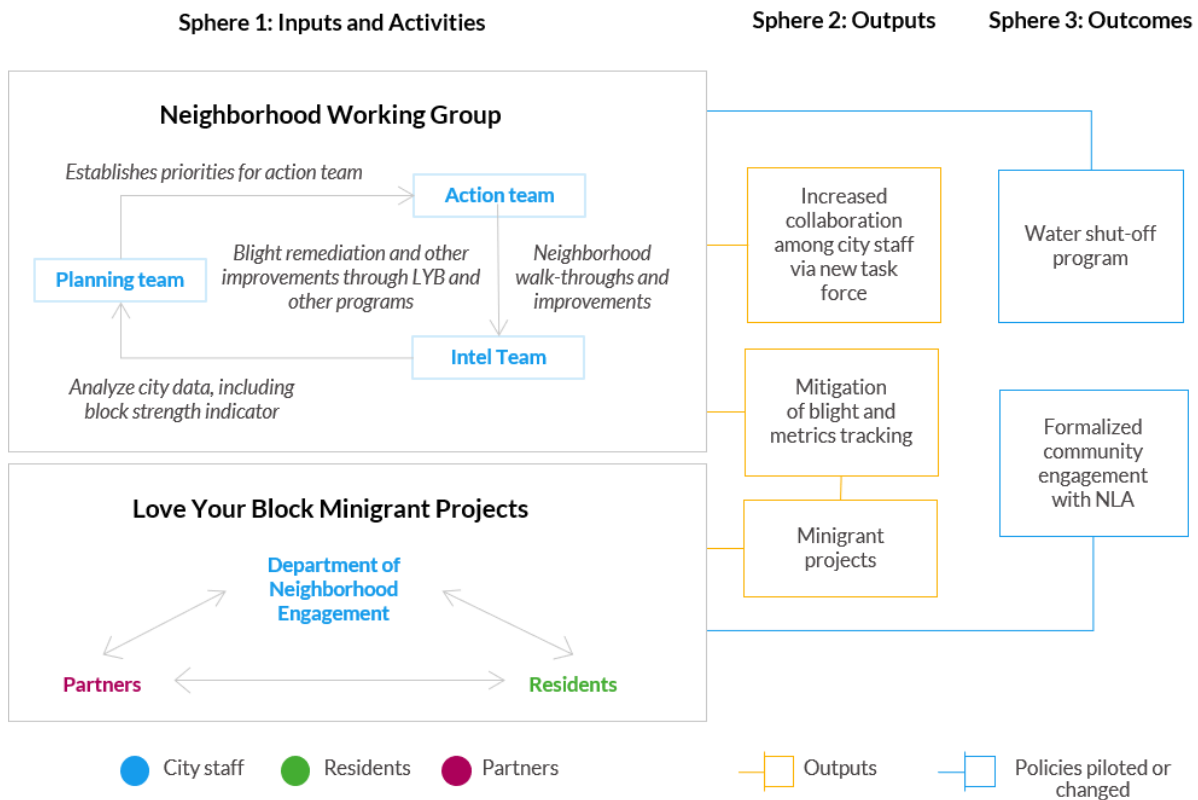 Sphere 1: Inputs and Activities
Sphere 2: Outputs
Sphere 3: Outcomes
Neighborhood Working Group
Establishes priorities for action team
Action team
Planning team
Blight remediation and other
improvements through LYB and
other programs
Neighborhood
walk-throughs and
improvements
Intel Team
Analyze city data, including
block strength indicator
Increased
collaboration
among city staff
via new task
force
Water shut-off
program
Mitigation
of blight and
metrics tracking
Formalized
community
engagement
with NLA
Minigrant
projects
Love Your Block Minigrant Projects
Department of
Neighborhood
Engagement
Partners
Residents
City staff
Residents
Partners
Outputs
Policies piloted or
changed